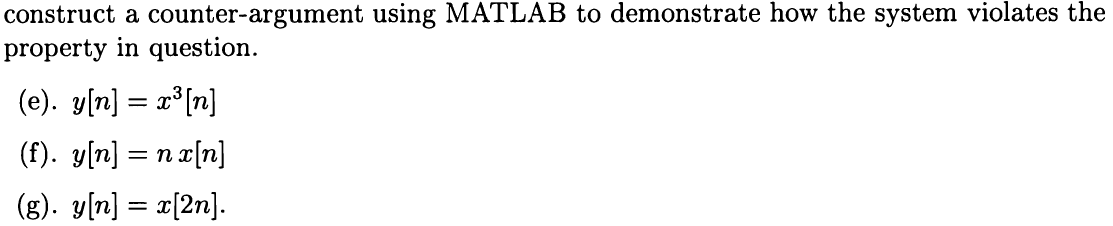 construct a counter-argument using MATLAB to demonstrate how the system violates the
property in question.
(e). y[n] = x³[n]
(f). y[n] = n x[n]
(g). y[n] = x[2n].